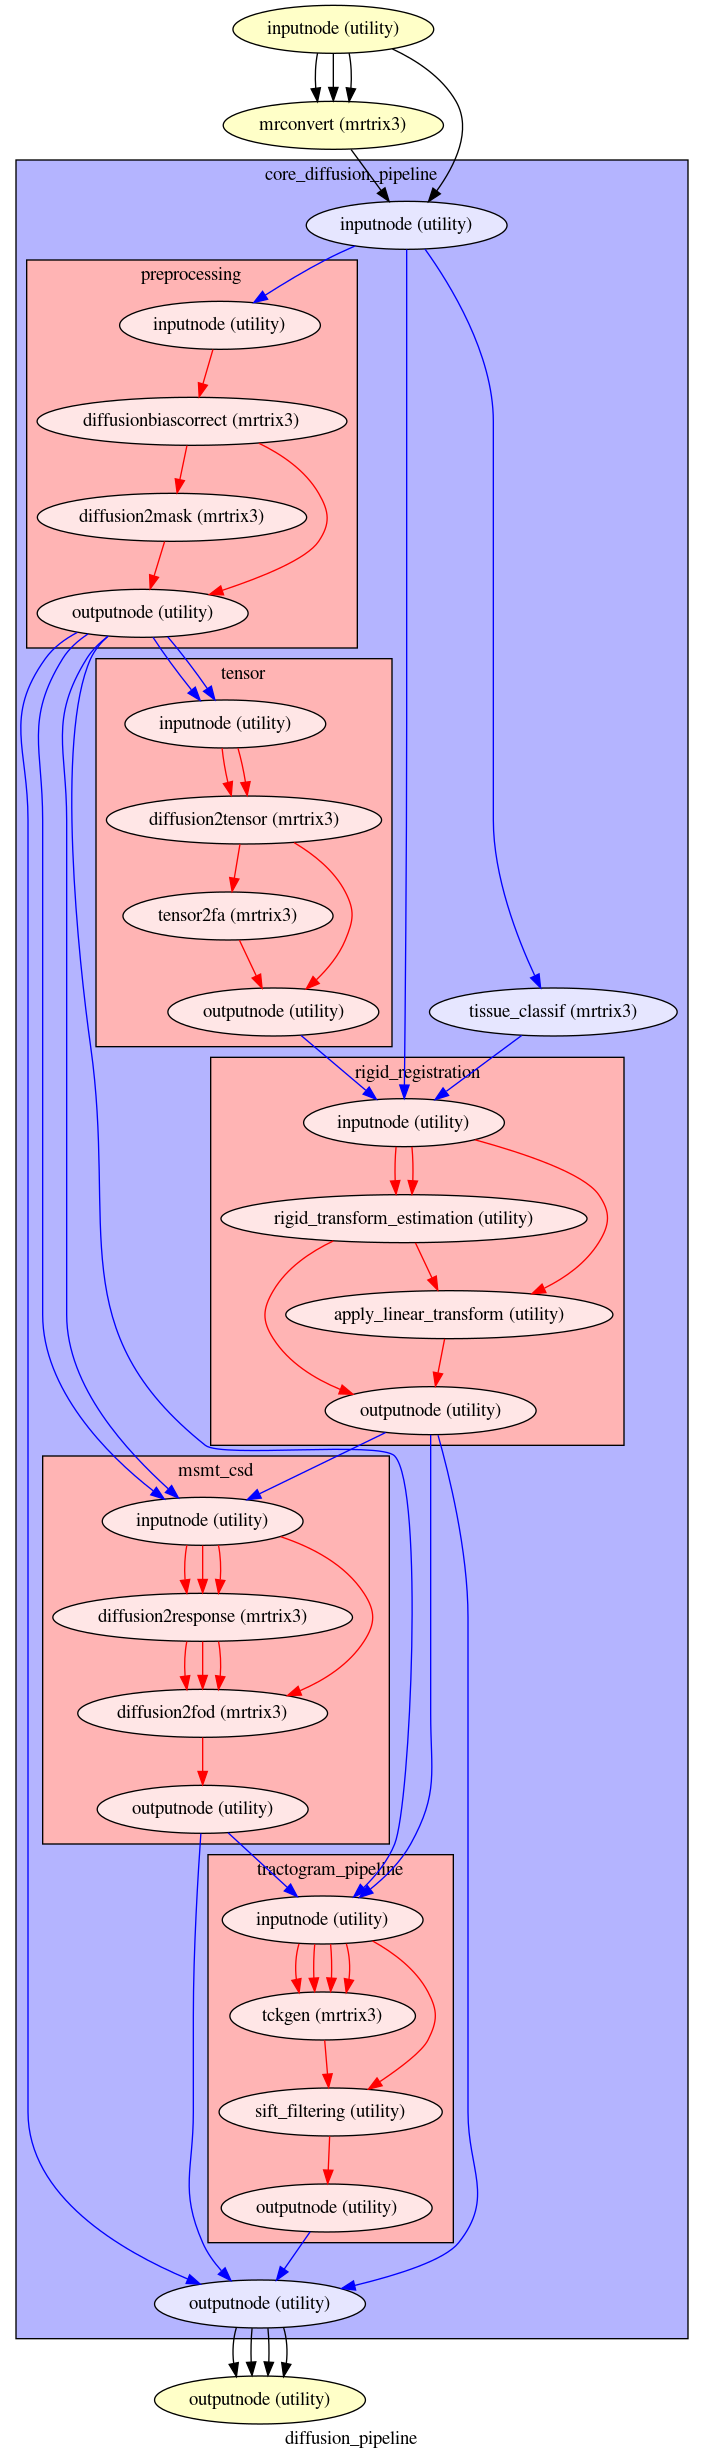 inputnode (utility)
mrconvert (mrtrix3)
core_diffusion_pipeline
inputnode (utility)
preprocessing
inputnode (utility)
diffusionbiascorrect (mrtrix3)
diffusion2mask (mrtrix3)
outputnode (utility)
tensor
inputnode (utility)
diffusion2tensor (mrtrix3)
tensor2fa (mrtrix3)
outputnode (utility)
tissue_classif (mrtrix3)
rigid_registration
inputnode (utility)
rigid_transform_estimation (utility)
apply_linear_transform (utility)
outputnode (utility)
msmt_csd
inputnode (utility)
diffusion2response (mrtrix3)
diffusion2fod (mrtrix3)
outputnode (utility)
tractogram_pipeline
inputnode (utility)
tckgen (mrtrix3)
sift_filtering (utility)
outputnode (utility)
outputnode (utility)
outputnode (utility)
diffusion_pipeline